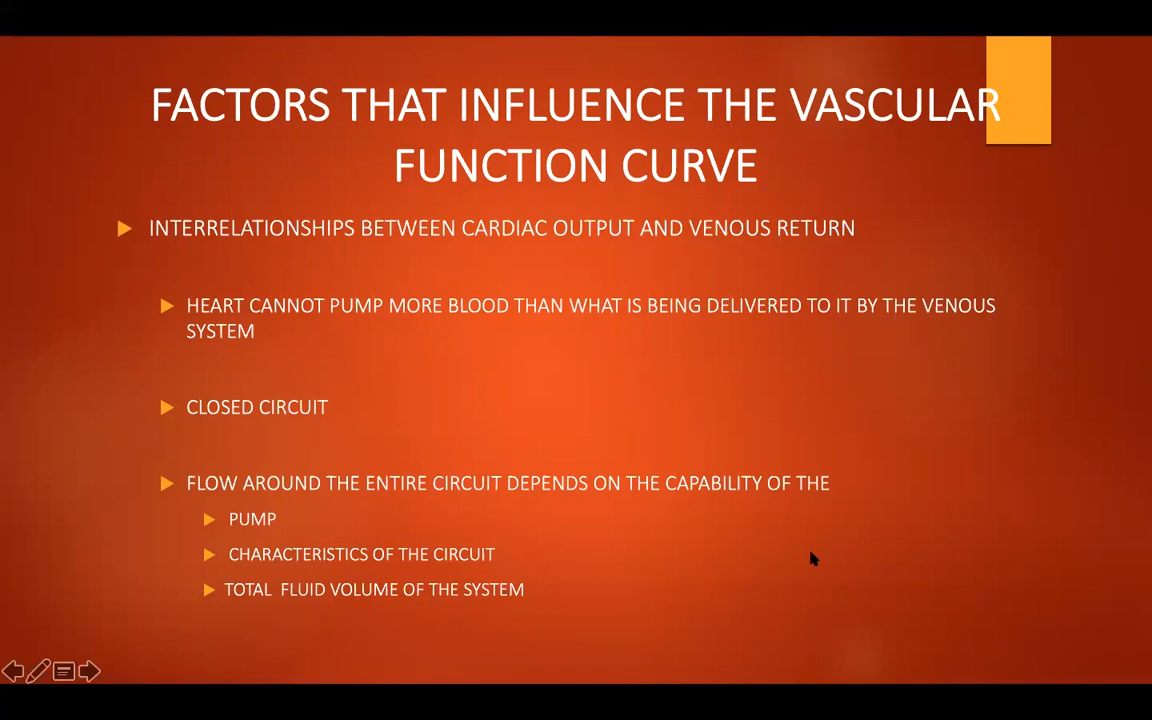 FACTORS THAT INFLUENCE THE VASCULAR
FUNCTION CURVE
INTERRELATIONSHIPS BETWEEN CARDIAC OUTPUT AND VENOUS RETURN
HEART CANNOT PUMP MORE BLOOD THAN WHAT IS BEING DELIVERED TO IT BY THE VENOUS
SYSTEM
CLOSED CIRCUIT
FLOW AROUND THE ENTIRE CIRCUIT DEPENDS ON THE CAPABILITY OF THE
PUMP
CHARACTERISTICS OF THE CIRCUIT
TOTAL FLUID VOLUME OF THE SYSTEM